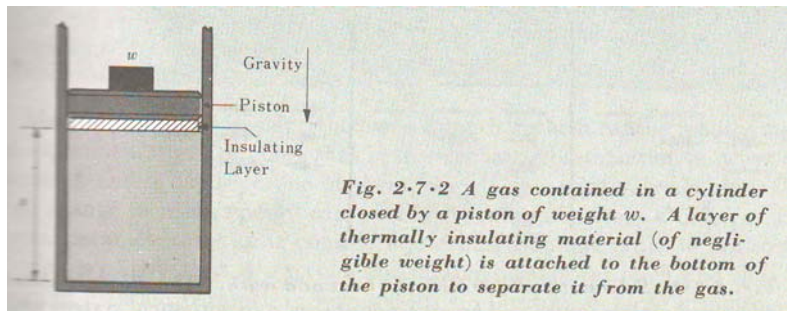 w
Gravity
Piston
Insulating
Layer
Fig. 2·7·2 A gas contained in a cylinder
closed by a piston of weight w. A layer of
thermally insulating material (of negli-
gible weight) is attached to the bottom of
the piston to separate it from the gas.